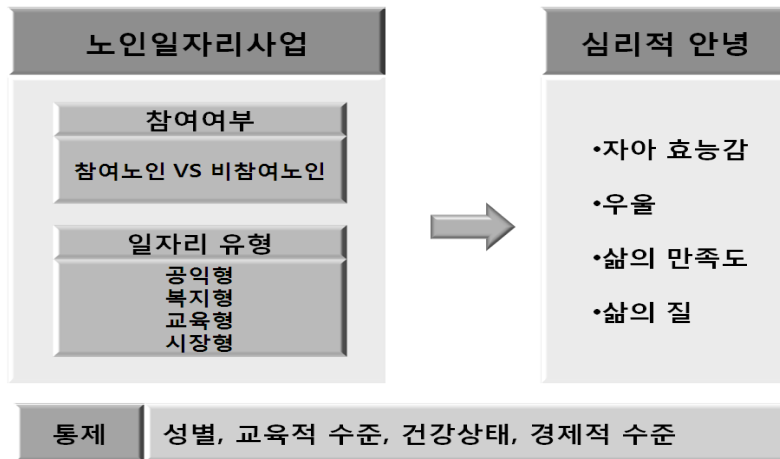 노인일자리사업
참여여부
참여노인 VS 비참여노인
일자리 유형
공익형
복지형
교육형
시장형
심리적 안녕
•자아 효능감
•우울
•삶의 만족도
•삶의 질
통제
성별, 교육적 수준, 건강상태, 경제적 수준